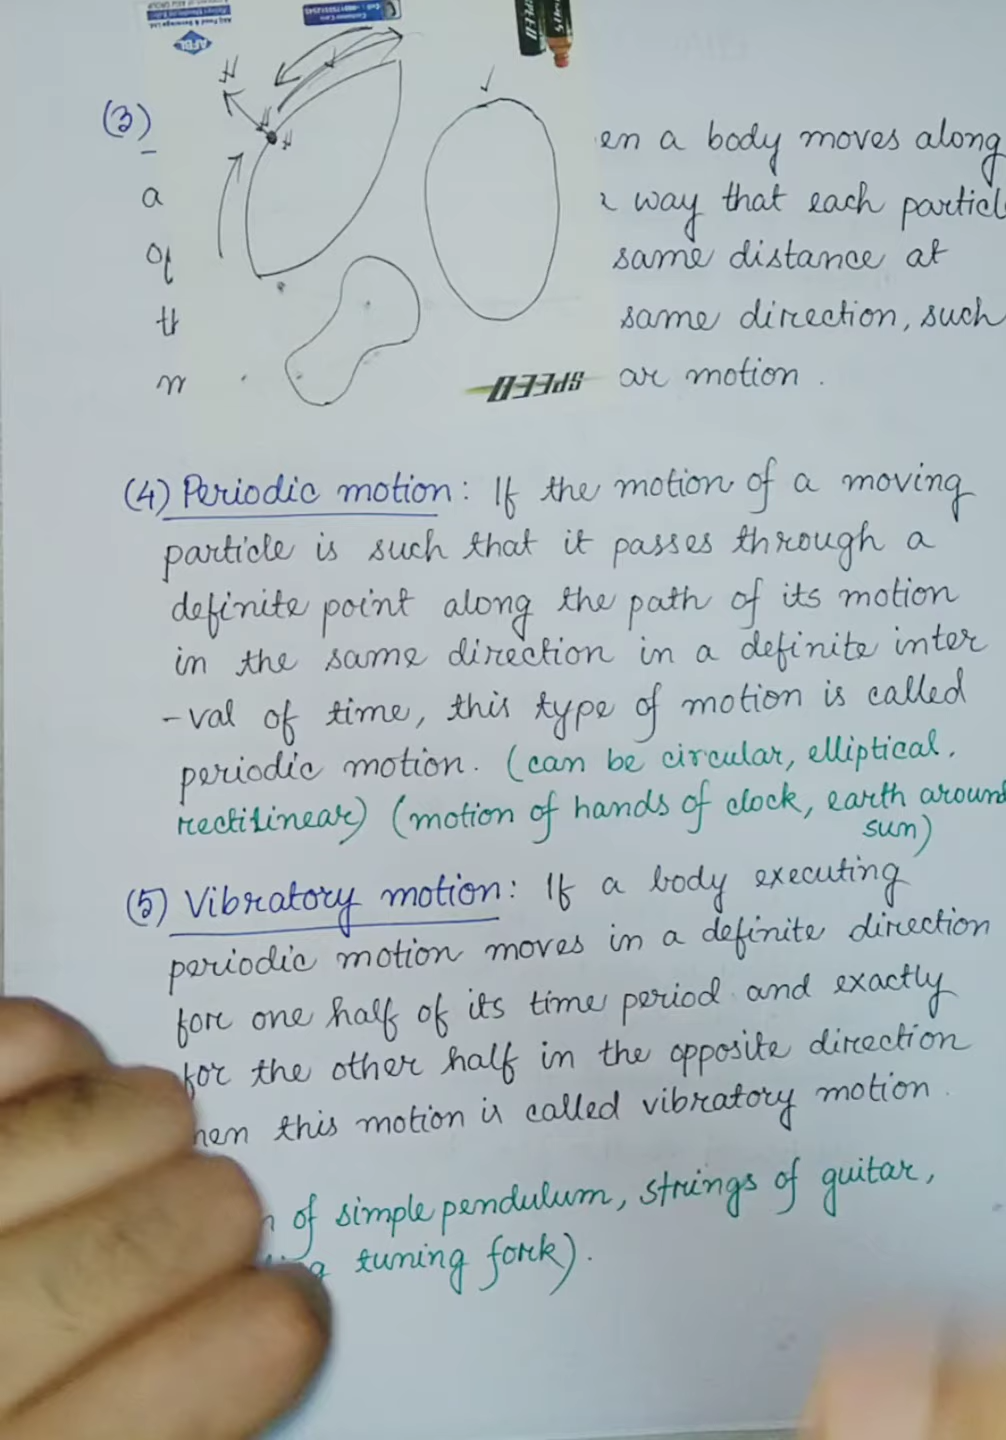 (3) en a body moves along
a way that each particl
of same distance at
th same direction, such
m ar motion.
SPEED
(4) Periodic motion: If the motion of a moving
particle is such that it passes through a
definite point along the path of its motion
in the same direction in a definite inter
-val of time, this type of motion is called
periodic motion. (can be circular, elliptical,
rectilinear) (motion of hands of clock, earth around
sun)
(5) Vibratory motion: If a body executing
periodic motion moves in a definite direction
for one half of its time period and exactly
for the other half in the opposite direction
hen this motion is called vibratory motion.
n of simple pendulum, strings of guitar,
ing tuning fork).